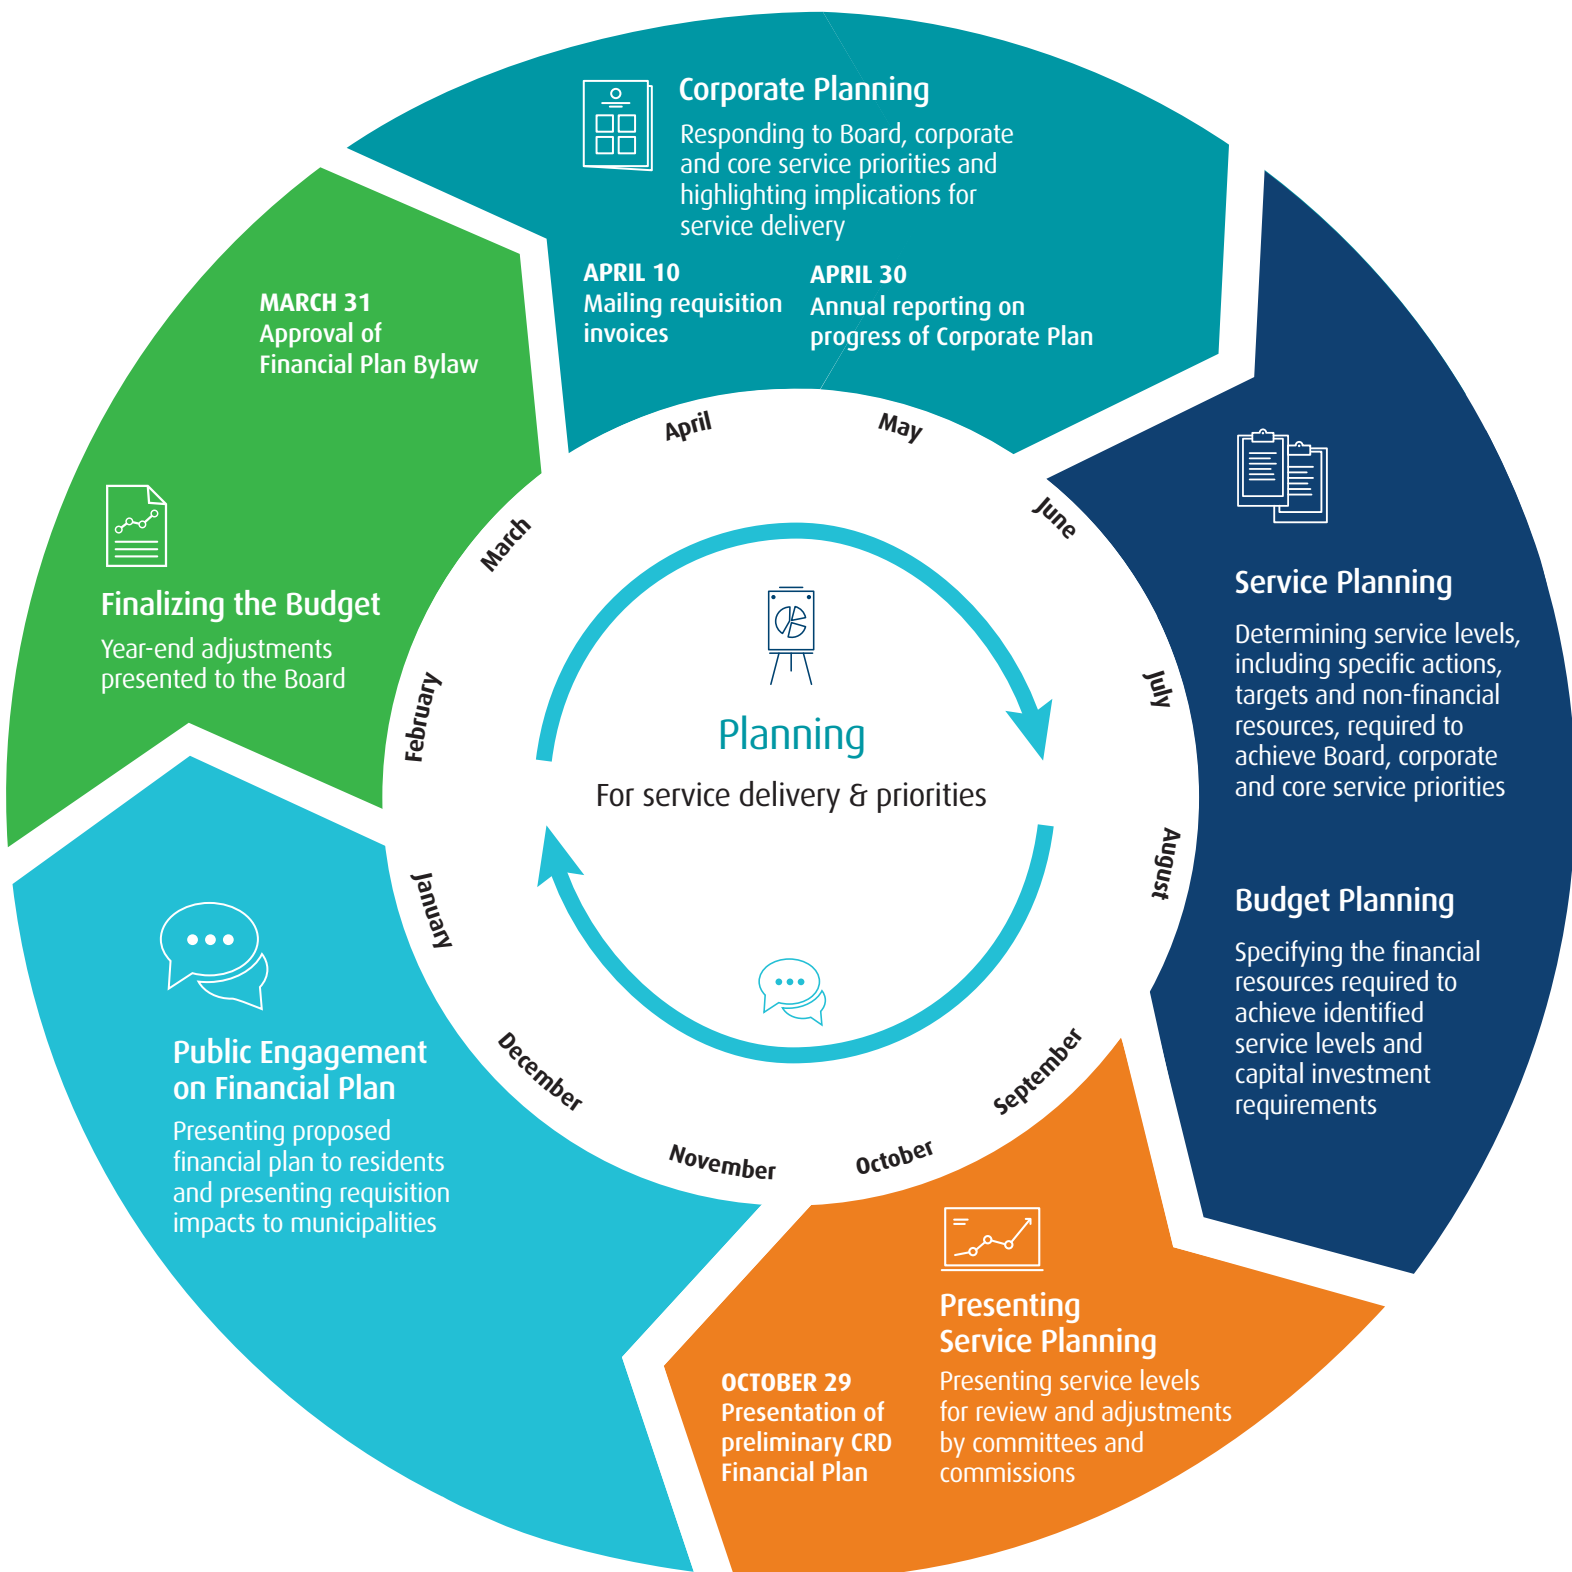 Corporate Planning
Responding to Board, corporate
and core service priorities and
highlighting implications for
service delivery
APRIL 10
Mailing requisition
invoices
APRIL 30
Annual reporting on
progress of Corporate Plan
Service Planning
Determining service levels,
including specific actions,
targets and non-financial
resources, required to
achieve Board, corporate
and core service priorities
Budget Planning
Specifying the financial
resources required to
achieve identified
service levels and
capital investment
requirements
Presenting
Service Planning
Presenting service levels
for review and adjustments
by committees and
commissions
OCTOBER 29
Presentation of
preliminary CRD
Financial Plan
Public Engagement
on Financial Plan
Presenting proposed
financial plan to residents
and presenting requisition
impacts to municipalities
Finalizing the Budget
Year-end adjustments
presented to the Board
MARCH 31
Approval of
Financial Plan Bylaw
April
May
June
July
August
September
October
November
December
January
February
March
Planning
For service delivery & priorities